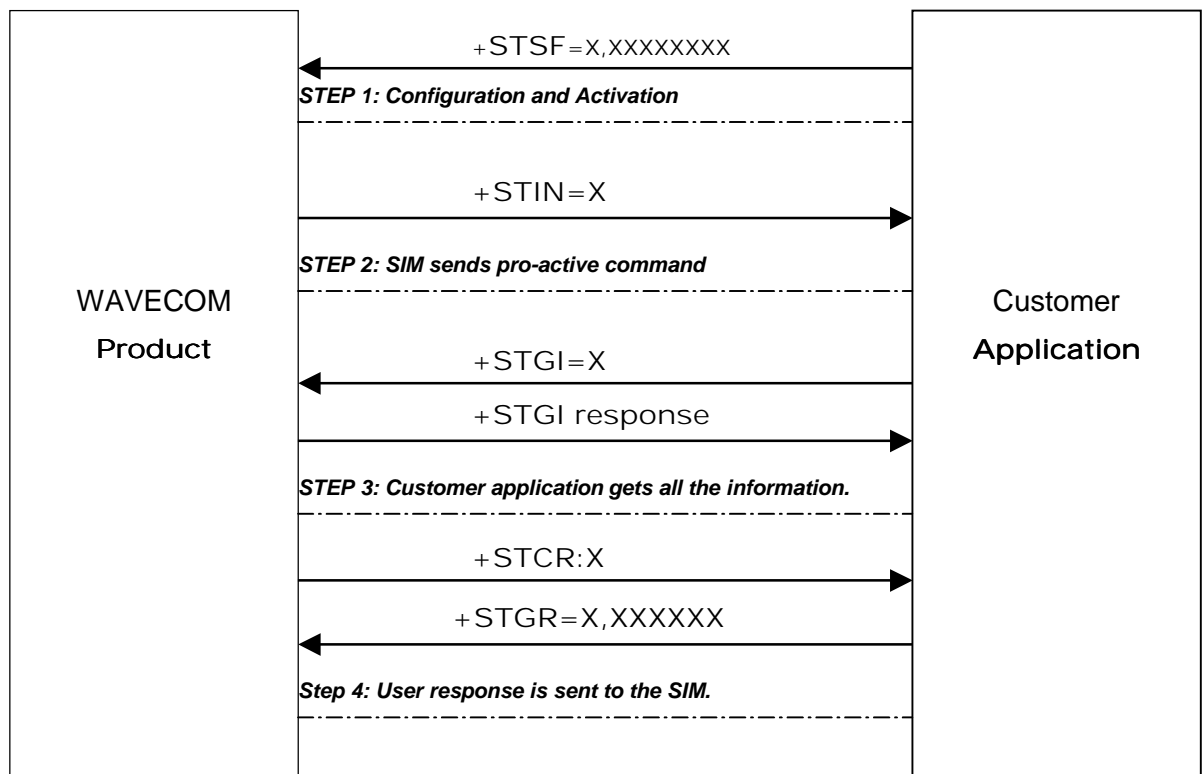 +STSF=X,XXXXXXXX
STEP 1: Configuration and Activation
+STIN=X
STEP 2: SIM sends pro-active command
WAVECOM
Product
Customer
Application
+STGI=X
+STGI response
STEP 3: Customer application gets all the information.
+STCR:X
+STGR=X,XXXXXX
Step 4: User response is sent to the SIM.